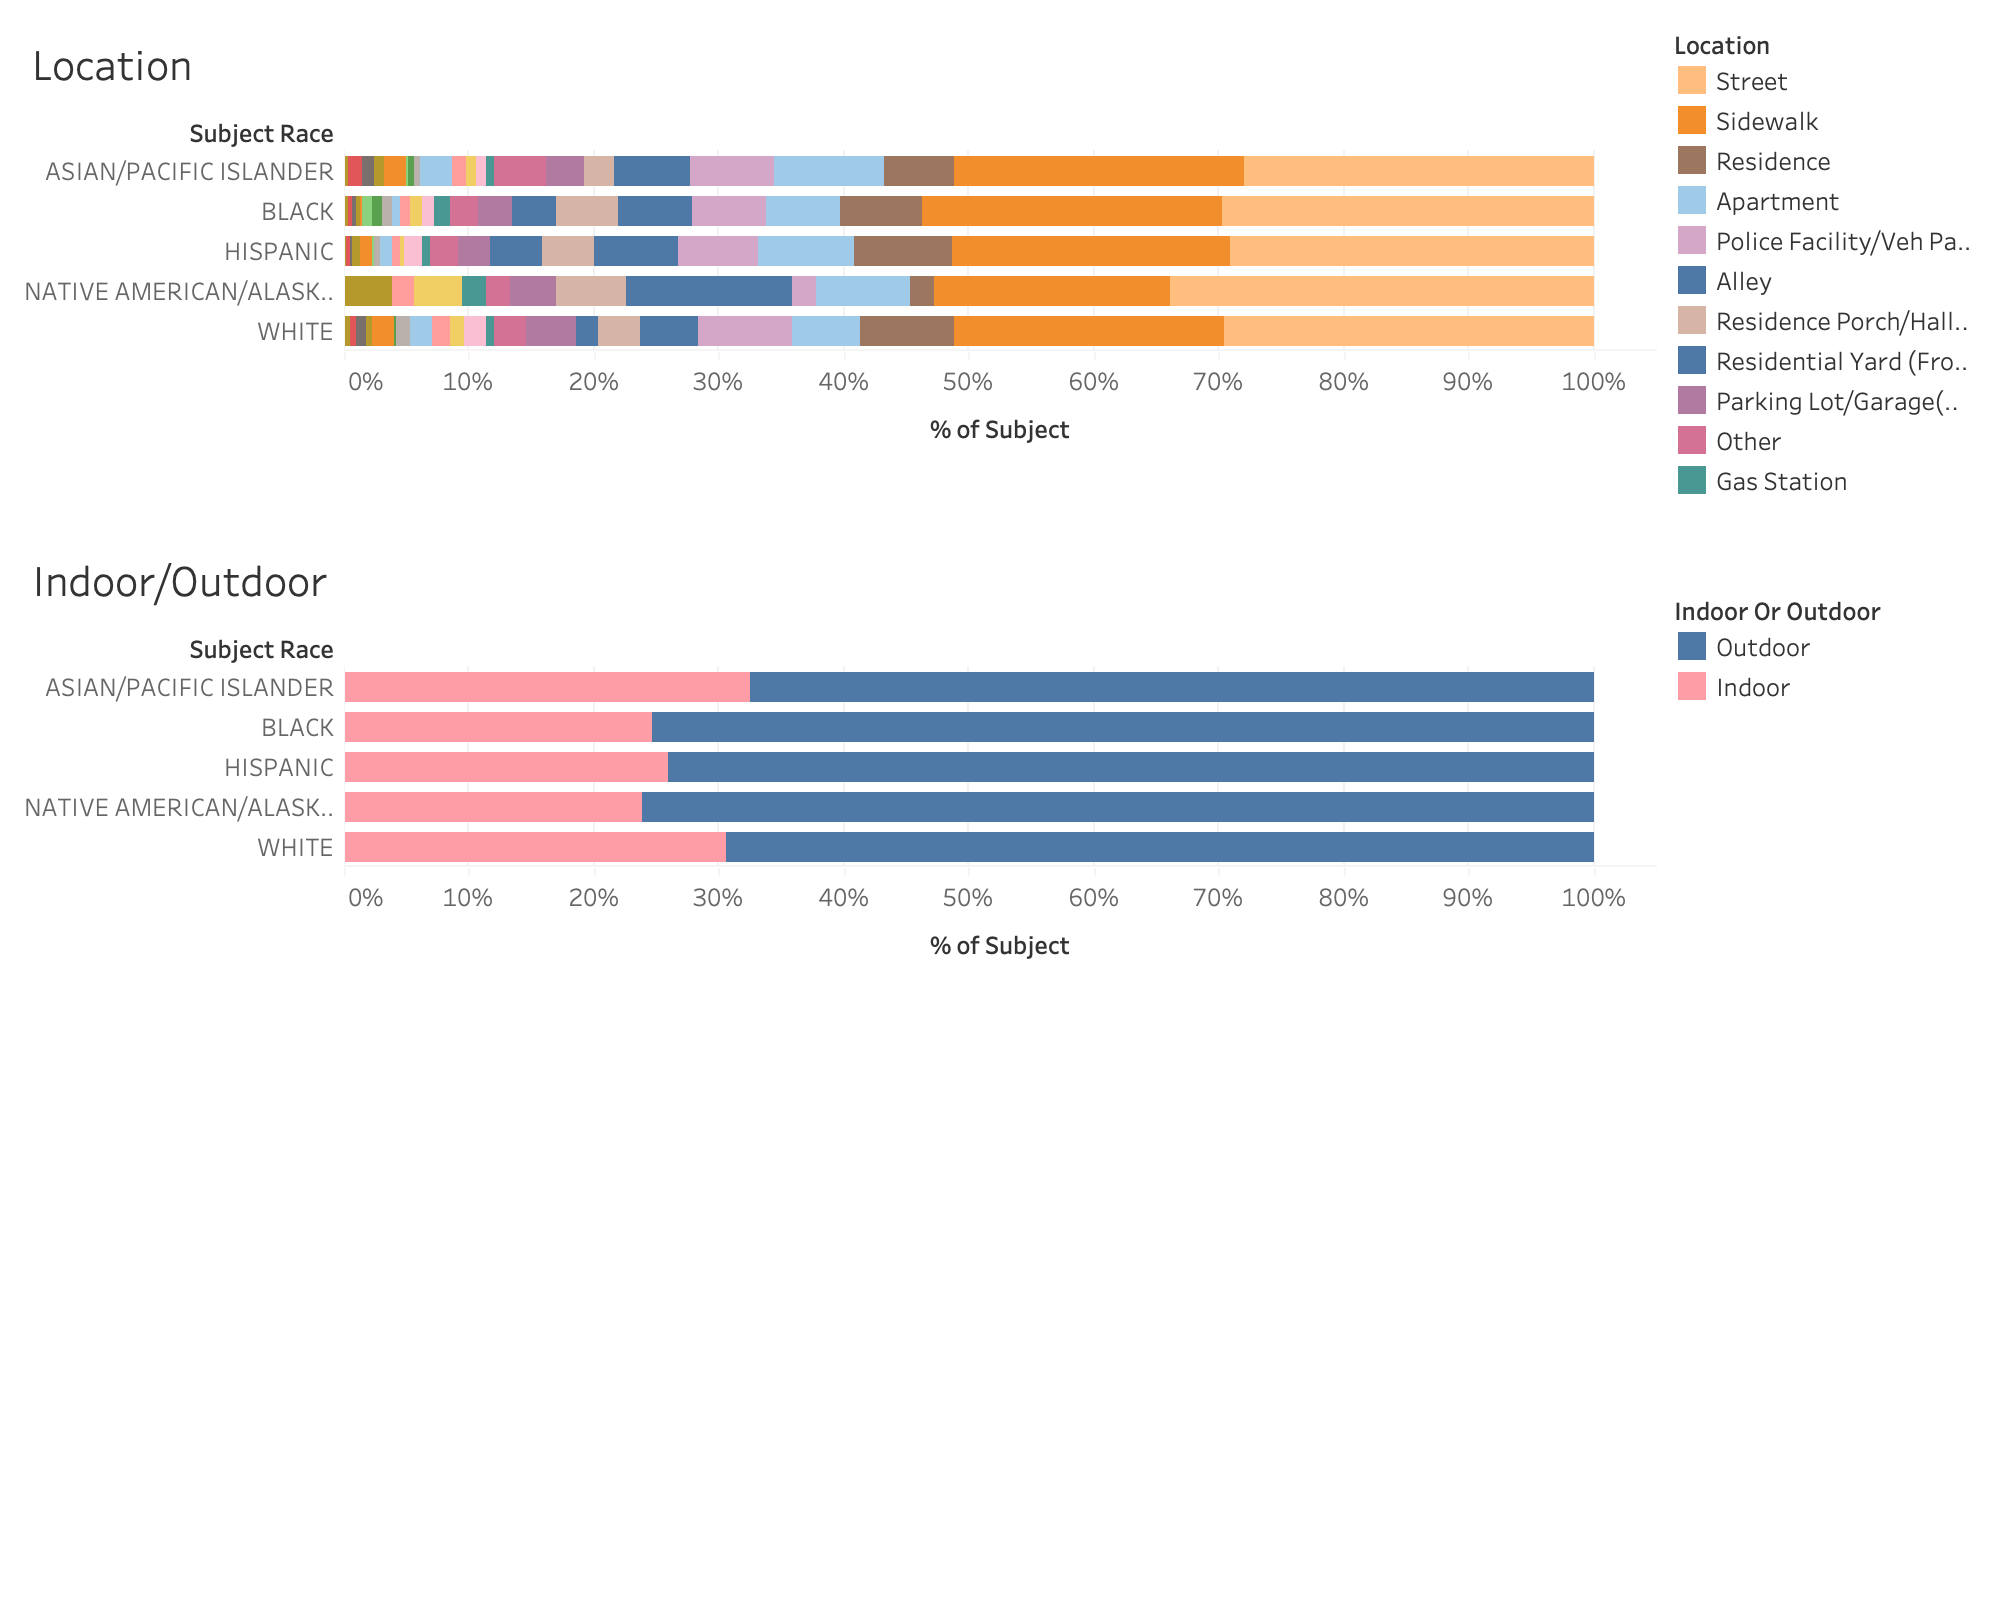 Location
Subject Race
ASIAN/PACIFIC ISLANDER
BLACK
HISPANIC
NATIVE AMERICAN/ALASK..
WHITE
0% 10% 20% 30% 40% 50% 60% 70% 80% 90% 100%
% of Subject
Location
Street
Sidewalk
Residence
Apartment
Police Facility/Veh Pa..
Alley
Residence Porch/Hall..
Residential Yard (Fro..
Parking Lot/Garage(..
Other
Gas Station
Indoor/Outdoor
Subject Race
ASIAN/PACIFIC ISLANDER
BLACK
HISPANIC
NATIVE AMERICAN/ALASK..
WHITE
0% 10% 20% 30% 40% 50% 60% 70% 80% 90% 100%
% of Subject
Indoor Or Outdoor
Outdoor
Indoor